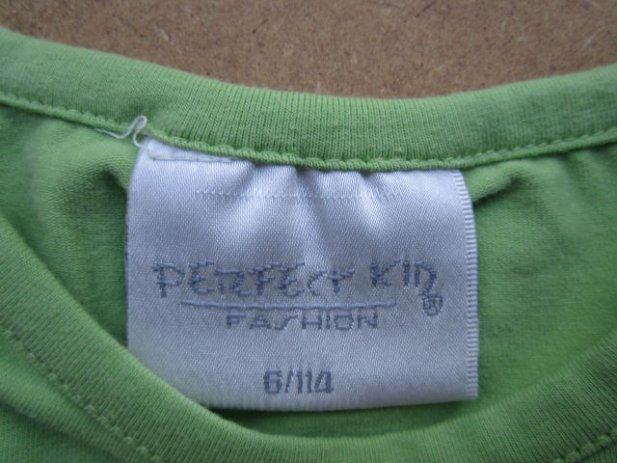 PERFECT KID ®
FASHION
6/114